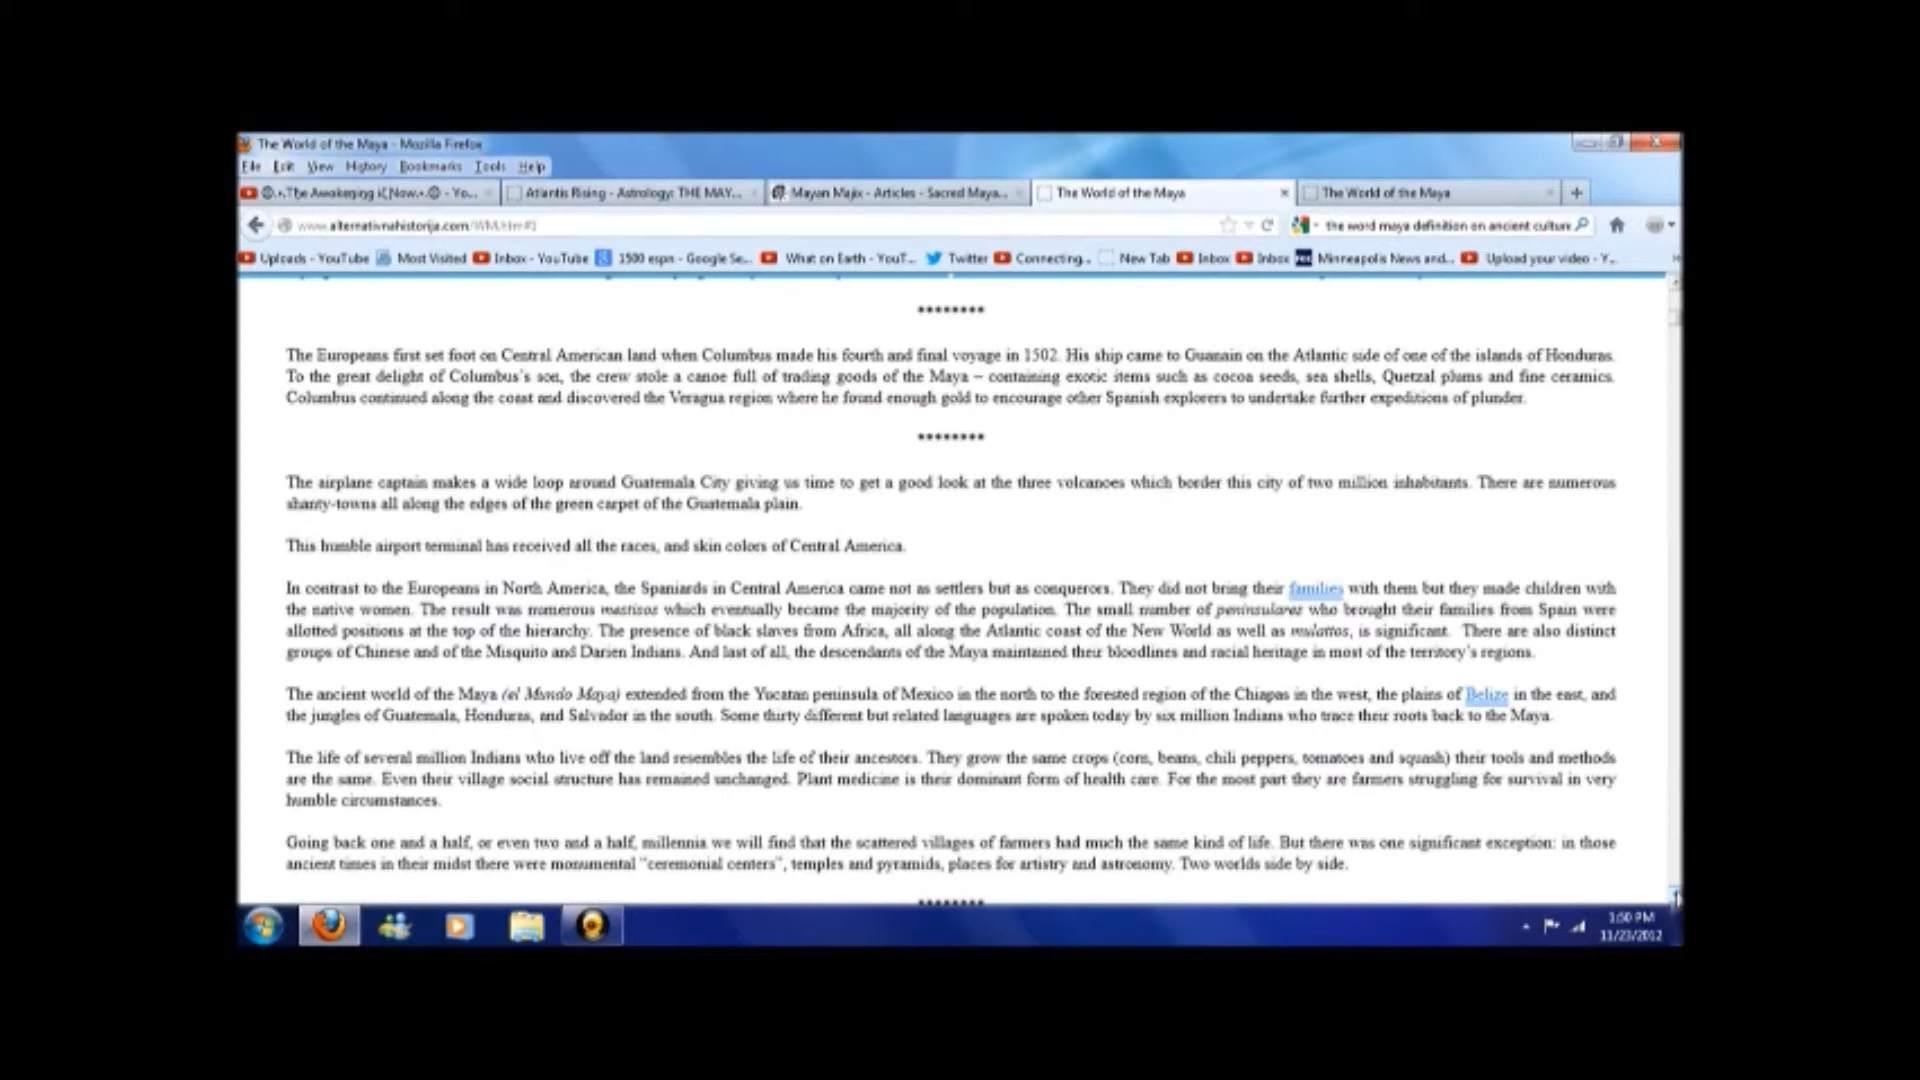 The World of the Maya - Mozilla Firefox
File Edit View History Bookmarks Tools Help
The Awakening is Now - Yo...
Atlantis Rising - Astrology: THE MAY...
Mayan Majix - Articles - Sacred Maya...
The World of the Maya
The World of the Maya
www.alternativnahistorija.com/WM.htm#3
the word maya definition on ancient culture
Uploads - YouTube Most Visited Inbox - YouTube 1500 espn - Google Se... What on Earth - YouT... Twitter Connecting... New Tab Inbox Inbox Minneapolis News and... Upload your video - Y...
********
The Europeans first set foot on Central American land when Columbus made his fourth and final voyage in 1502. His ship came to Guanain on the Atlantic side of one of the islands of Honduras.
To the great delight of Columbus's son, the crew stole a canoe full of trading goods of the Maya – containing exotic items such as cocoa seeds, sea shells, Quetzal plums and fine ceramics.
Columbus continued along the coast and discovered the Veragua region where he found enough gold to encourage other Spanish explorers to undertake further expeditions of plunder.
********
The airplane captain makes a wide loop around Guatemala City giving us time to get a good look at the three volcanoes which border this city of two million inhabitants. There are numerous
shanty-towns all along the edges of the green carpet of the Guatemala plain.
This humble airport terminal has received all the races, and skin colors of Central America.
In contrast to the Europeans in North America, the Spaniards in Central America came not as settlers but as conquerors. They did not bring their families with them but they made children with
the native women. The result was numerous mestisos which eventually became the majority of the population. The small number of peninsulares who brought their families from Spain were
allotted positions at the top of the hierarchy. The presence of black slaves from Africa, all along the Atlantic coast of the New World as well as mulattos, is significant. There are also distinct
groups of Chinese and of the Misquito and Darien Indians. And last of all, the descendants of the Maya maintained their bloodlines and racial heritage in most of the territory's regions.
The ancient world of the Maya (el Mundo Maya) extended from the Yucatan peninsula of Mexico in the north to the forested region of the Chiapas in the west, the plains of Belize in the east, and
the jungles of Guatemala, Honduras, and Salvador in the south. Some thirty different but related languages are spoken today by six million Indians who trace their roots back to the Maya.
The life of several million Indians who live off the land resembles the life of their ancestors. They grow the same crops (corn, beans, chili peppers, tomatoes and squash) their tools and methods
are the same. Even their village social structure has remained unchanged. Plant medicine is their dominant form of health care. For the most part they are farmers struggling for survival in very
humble circumstances.
Going back one and a half, or even two and a half, millennia we will find that the scattered villages of farmers had much the same kind of life. But there was one significant exception: in those
ancient times in their midst there were monumental "ceremonial centers", temples and pyramids, places for artistry and astronomy. Two worlds side by side.
********
1:50 PM
11/23/2012